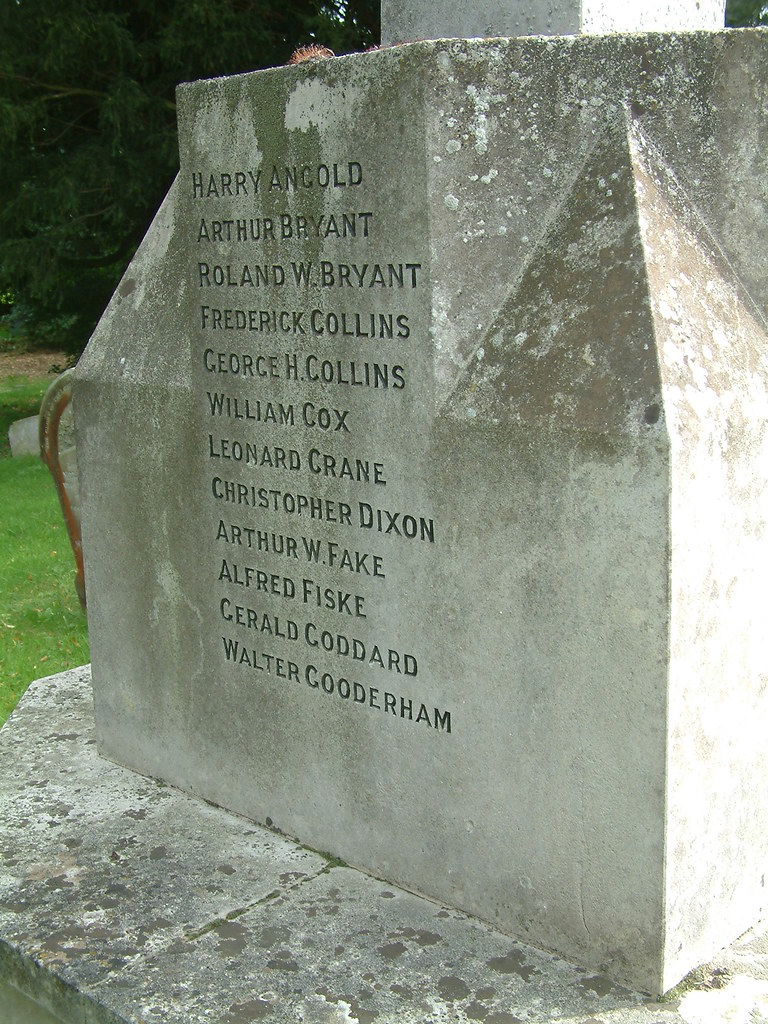 HARRY ANGOLD
ARTHUR BRYANT
ROLAND W. BRYANT
FREDERICK COLLINS
GEORGE H. COLLINS
WILLIAM COX
LEONARD CRANE
CHRISTOPHER DIXON
ARTHUR W. FAKE
ALFRED FISKE
GERALD GODDARD
WALTER GOODERHAM